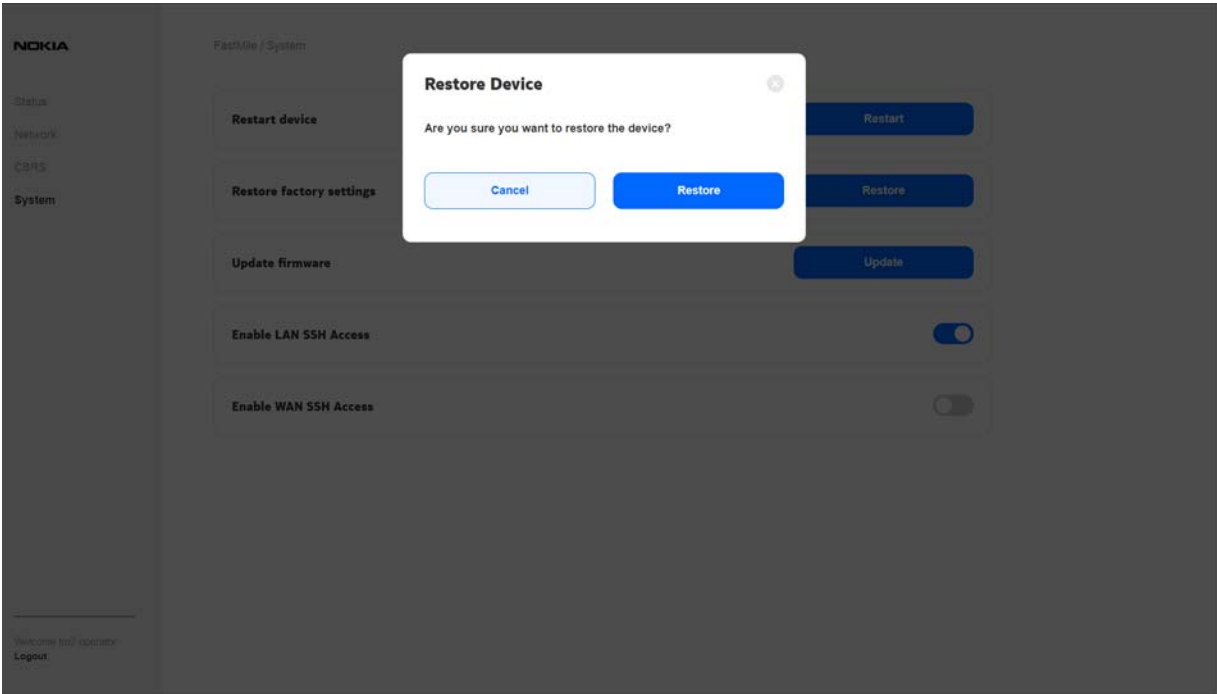 NOKIA
FastMile / System
Status
Network
CBRS
System
Restart device
Restart
Restore factory settings
Restore
Update firmware
Update
Enable LAN SSH Access
Enable WAN SSH Access
Restore Device
Are you sure you want to restore the device?
Cancel
Restore
Welcome
Logout